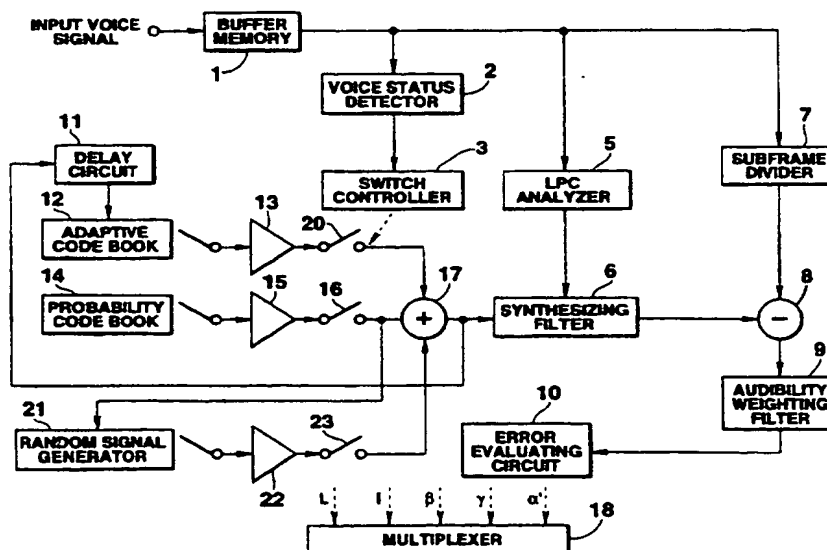 INPUT VOICE
SIGNAL
BUFFER
MEMORY
1
2
VOICE STATUS
DETECTOR
7
SUBFRAME
DIVIDER
11
DELAY
CIRCUIT
3
SWITCH
CONTROLLER
5
LPC
ANALYZER
12
ADAPTIVE
CODE BOOK
13
20
14
PROBABILITY
CODE BOOK
15
16
17
+
6
SYNTHESIZING
FILTER
8
−
9
AUDIBILITY
WEIGHTING
FILTER
21
RANDOM SIGNAL
GENERATOR
22
23
10
ERROR
EVALUATING
CIRCUIT
L I β γ α'
MULTIPLEXER
18